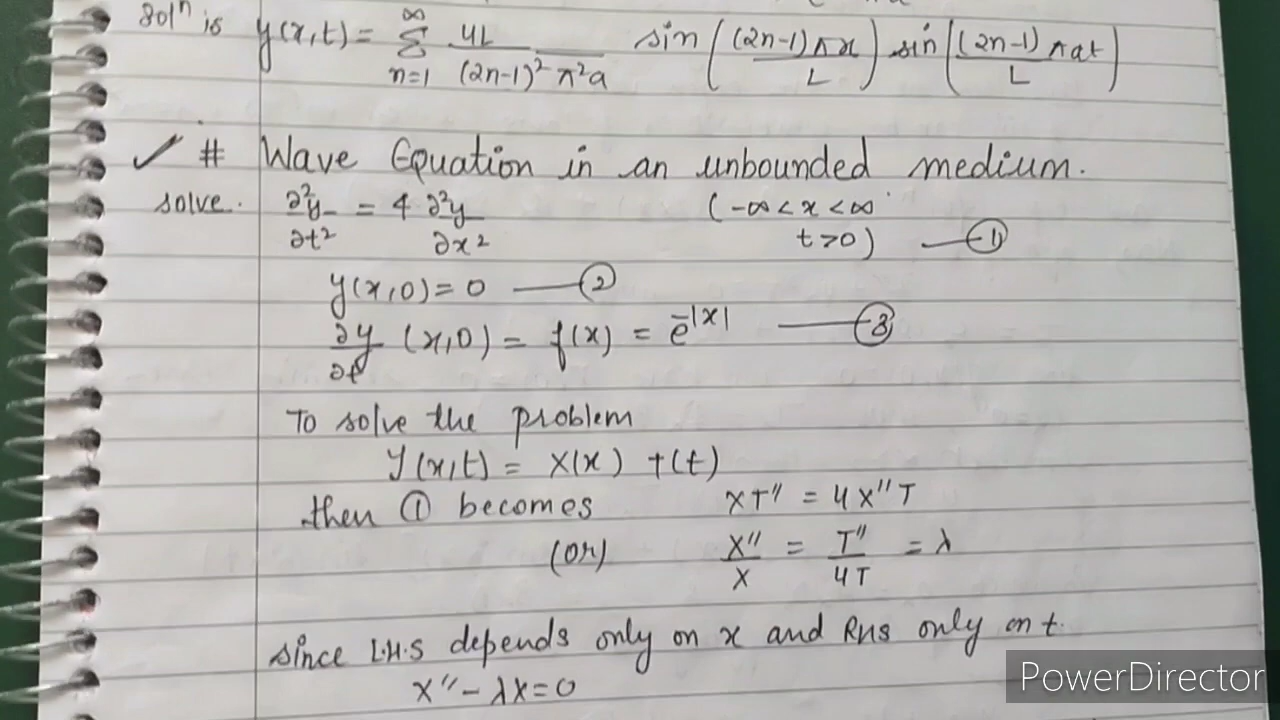 Solⁿ is y(x,t) = ∞ Σ n=1 4L / (2n-1)² π²a sin((2n-1)πx / L) sin((2n-1)πat / L)
✓ # Wave Equation in an unbounded medium.
solve. ∂²y/∂t² = 4 ∂²y/∂x² (-∞<x<∞
t>0) —①
y(x,0) = 0 —②
∂y/∂t (x,0) = f(x) = e^-|x| —③
To solve the problem
Y(x,t) = X(x) T(t)
then ① becomes XT'' = 4X''T
(or) X''/X = T''/4T = λ
since L.H.S depends only on x and RHS only on t.
X'' - λX = 0
PowerDirector